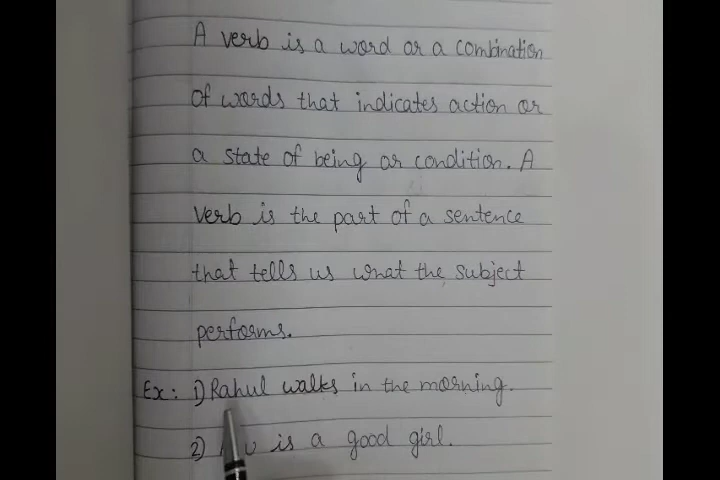 A verb is a word or a combination
of words that indicates action or
a state of being or condition. A
verb is the part of a sentence
that tells us what the subject
performs.
Ex: 1) Rahul walks in the morning.
2) is a good girl.